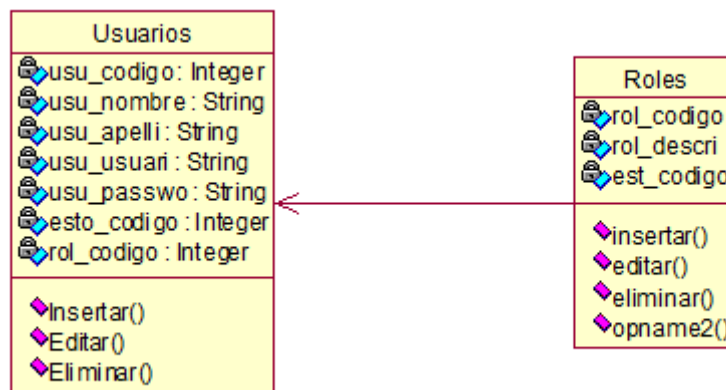 Usuarios
usu_codigo : Integer
usu_nombre : String
usu_apelli : String
usu_usuari : String
usu_passwo : String
esto_codigo : Integer
rol_codigo : Integer
Insertar()
Editar()
Eliminar()
Roles
rol_codigo
rol_descri
est_codigo
insertar()
editar()
eliminar()
opname2()